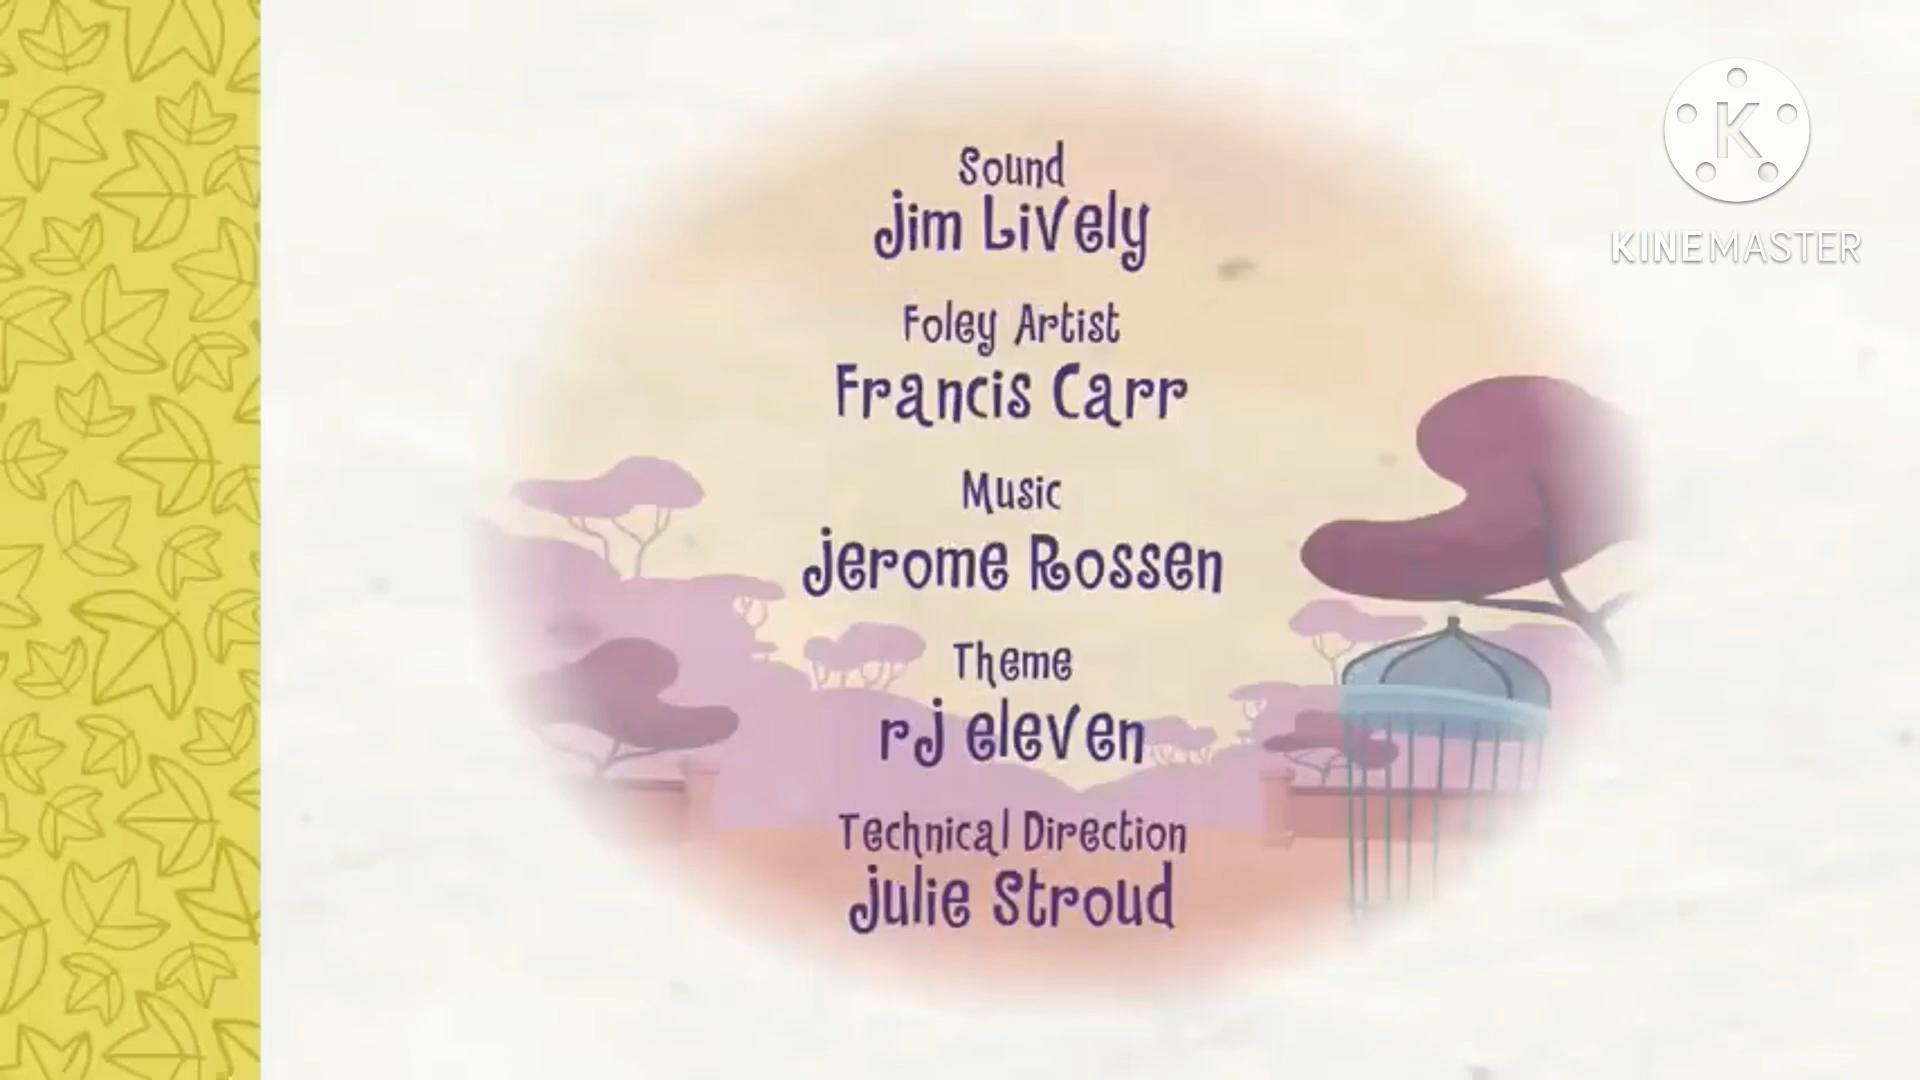 Sound
Jim Lively
Foley Artist
Francis Carr
Music
Jerome Rossen
Theme
rj eleven
Technical Direction
Julie Stroud
K
KINEMASTER